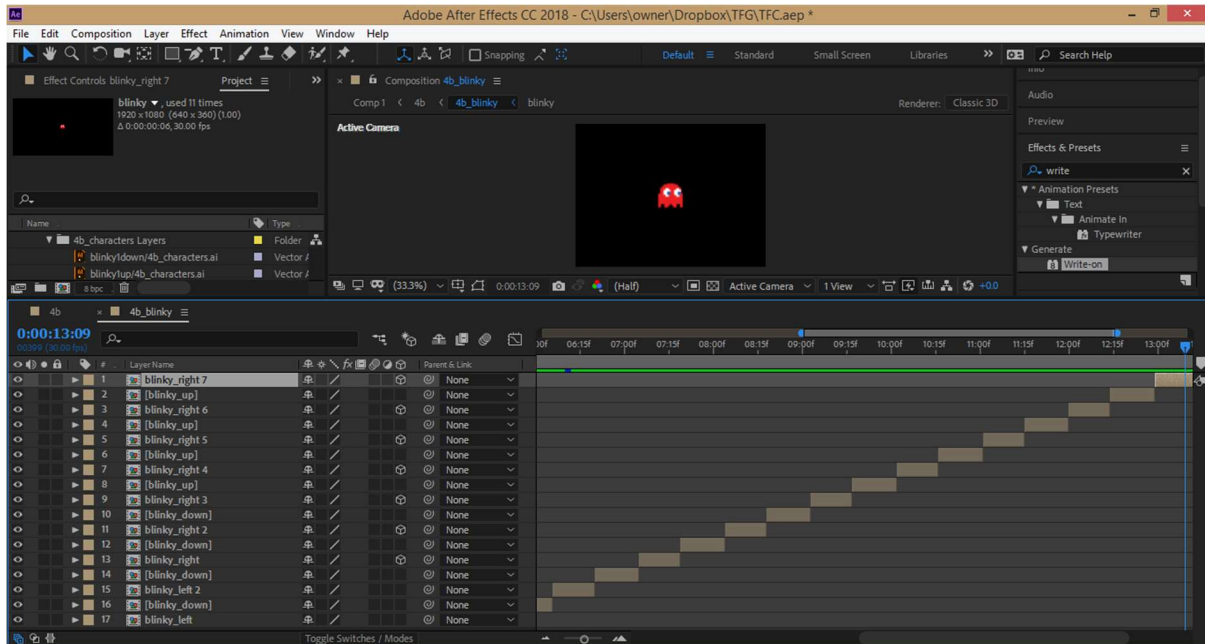 Ae Adobe After Effects CC 2018 - C:\Users\owner\Dropbox\TFG\TFC.aep *
File Edit Composition Layer Effect Animation View Window Help
Snapping Default Standard Small Screen Libraries Search Help
Effect Controls blinky_right 7 Project
blinky , used 11 times
1920 x 1080 (640 x 360) (1.00)
Δ 0:00:00:06, 30.00 fps
Name Type
4b_characters Layers Folder
blinky1down/4b_characters.ai Vector
blinky1up/4b_characters.ai Vector
8 bpc
Composition 4b_blinky
Comp 1 4b 4b_blinky blinky Renderer: Classic 3D
Active Camera
(33.3%) 0:00:13:09 (Half) Active Camera 1 View +0.0
Audio
Preview
Effects & Presets
write
* Animation Presets
Text
Animate In
Typewriter
Generate
Write-on
4b 4b_blinky
0:00:13:09
00399 (30.00 fps)
06:15f 07:00f 07:15f 08:00f 08:15f 09:00f 09:15f 10:00f 10:15f 11:00f 11:15f 12:00f 12:15f 13:00f
# Layer Name Parent & Link
1 blinky_right 7 None
2 [blinky_up] None
3 blinky_right 6 None
4 [blinky_up] None
5 blinky_right 5 None
6 [blinky_up] None
7 blinky_right 4 None
8 [blinky_up] None
9 blinky_right 3 None
10 [blinky_down] None
11 blinky_right 2 None
12 [blinky_down] None
13 blinky_right None
14 [blinky_down] None
15 blinky_left 2 None
16 [blinky_down] None
17 blinky_left None
Toggle Switches / Modes